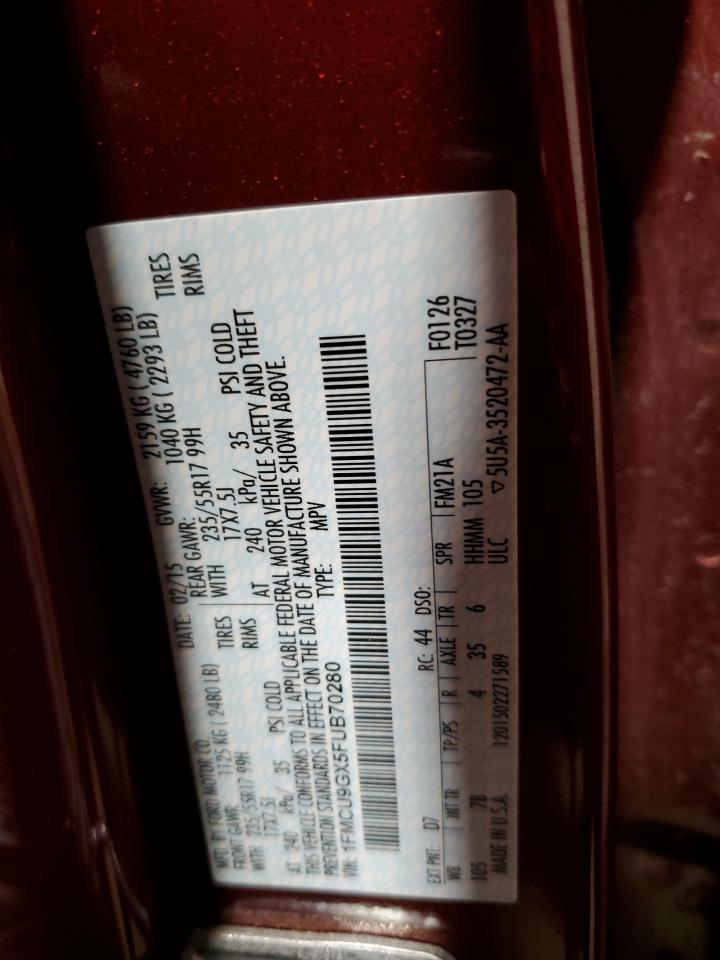 MFD. BY FORD MOTOR CO.
DATE: 02/15 GVWR: 2159 KG ( 4760 LB)
FRONT GAWR: 1125 KG ( 2480 LB) REAR GAWR: 1040 KG ( 2293 LB)
WITH 235/55R17 99H TIRES WITH 235/55R17 99H TIRES
17X7.5J RIMS 17X7.5J RIMS
AT 240 kPa/ 35 PSI COLD AT 240 kPa/ 35 PSI COLD
THIS VEHICLE CONFORMS TO ALL APPLICABLE FEDERAL MOTOR VEHICLE SAFETY AND THEFT
PREVENTION STANDARDS IN EFFECT ON THE DATE OF MANUFACTURE SHOWN ABOVE.
VIN: 1FMCU9GX5FUB70280 TYPE: MPV
EXT PNT: D7 RC: 44 DSO: F0126
WB INT TR TP/PS R AXLE TR SPR FM21A T0327
105 7B 4 35 6 HHMM 105
MADE IN U.S.A. 1201502271589 ULC ▽5U5A-3520472-AA